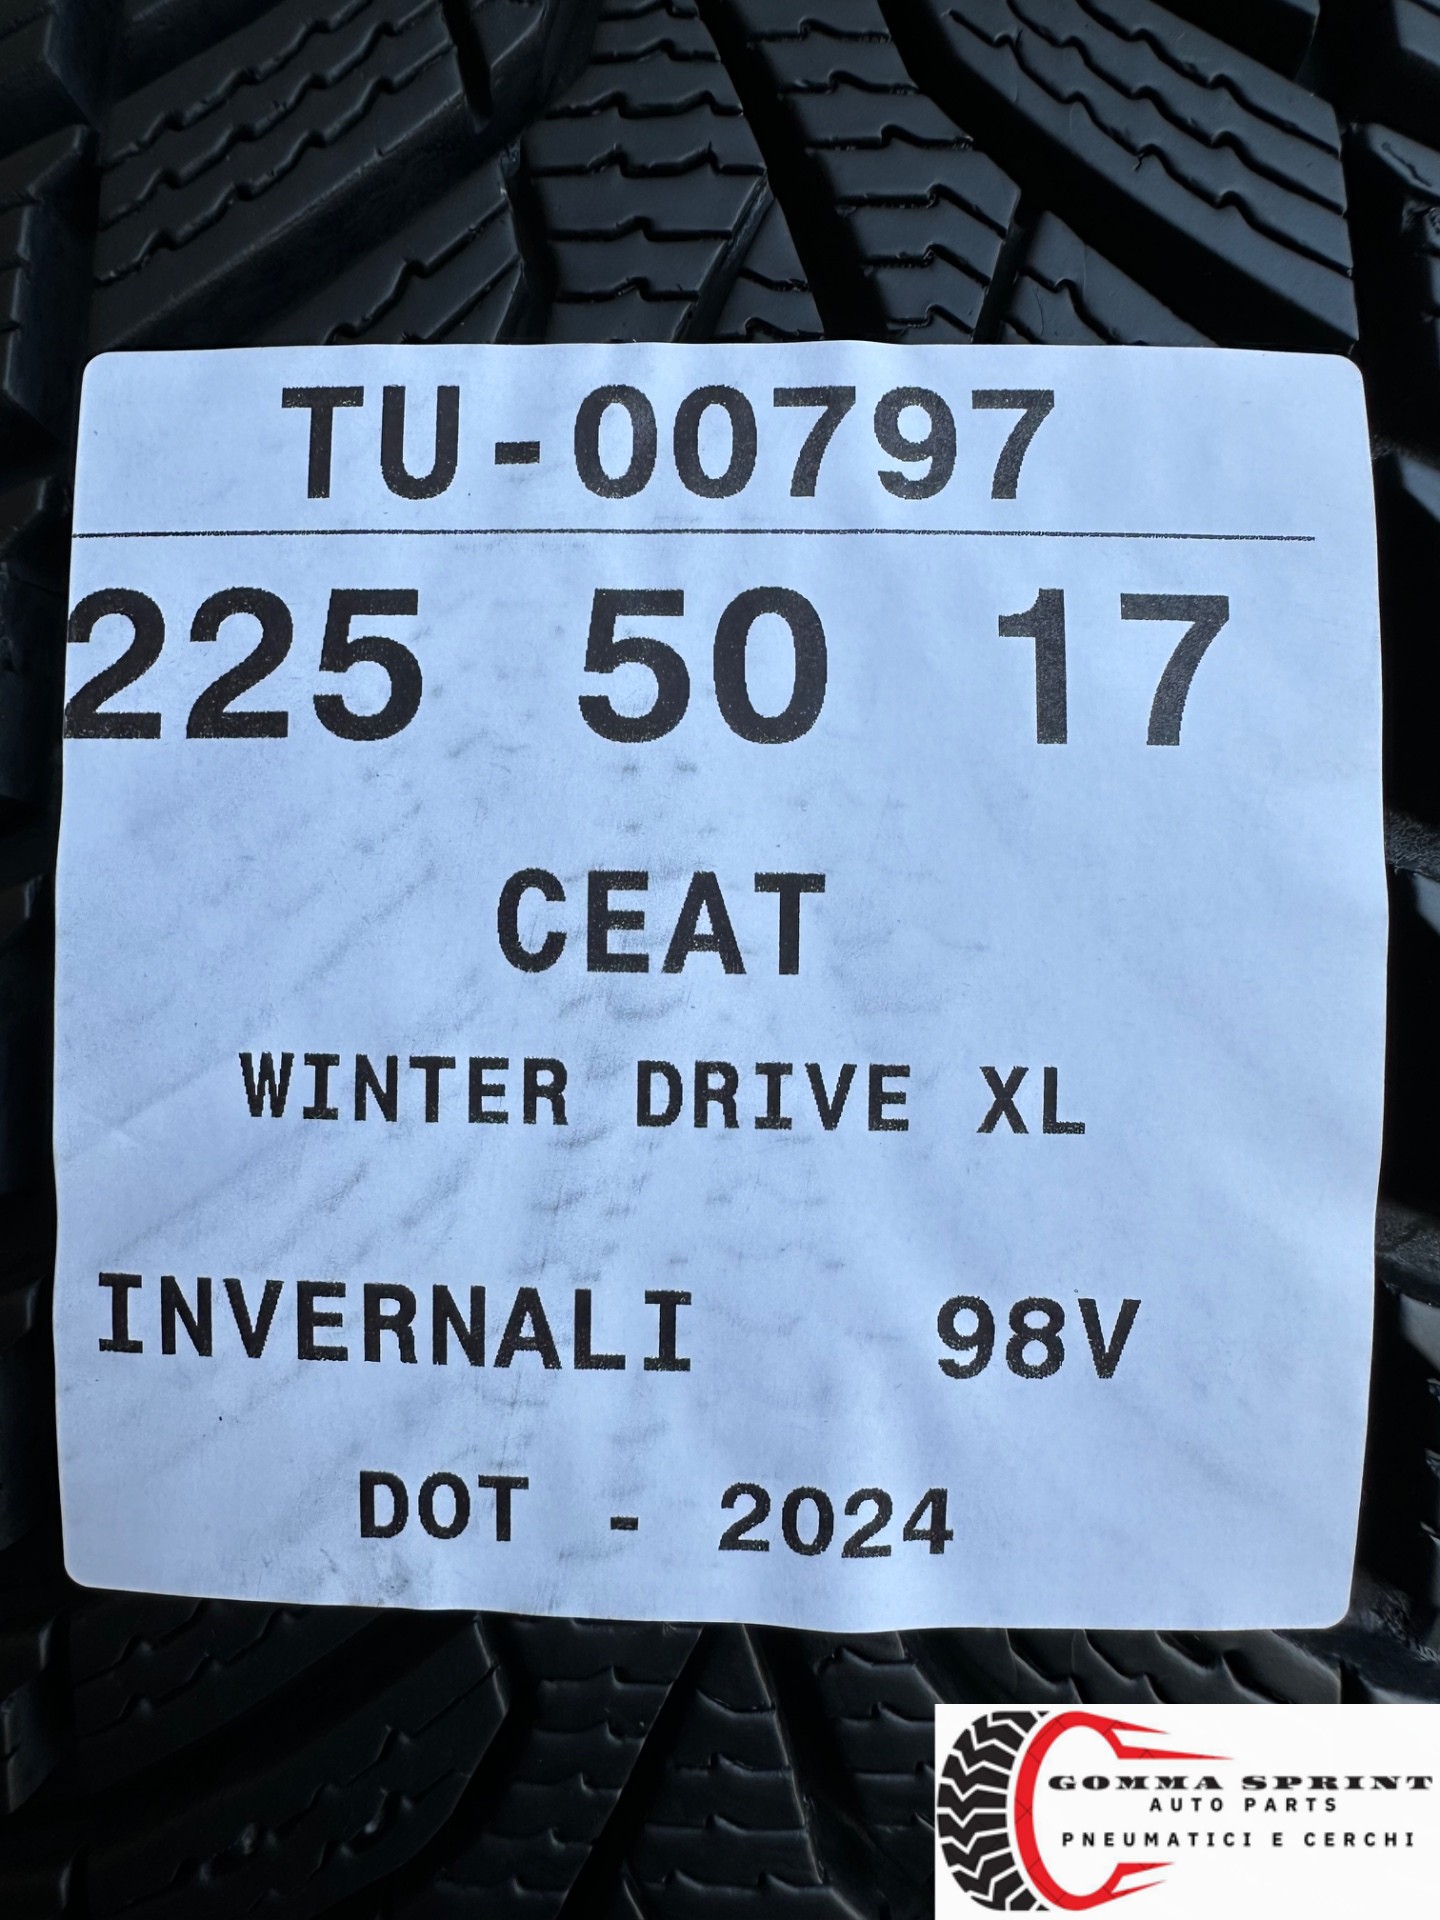 TU-00797
225 50 17
CEAT
WINTER DRIVE XL
INVERNALI 98V
DOT - 2024
GOMMA SPRINT
AUTO PARTS
PNEUMATICI E CERCHI